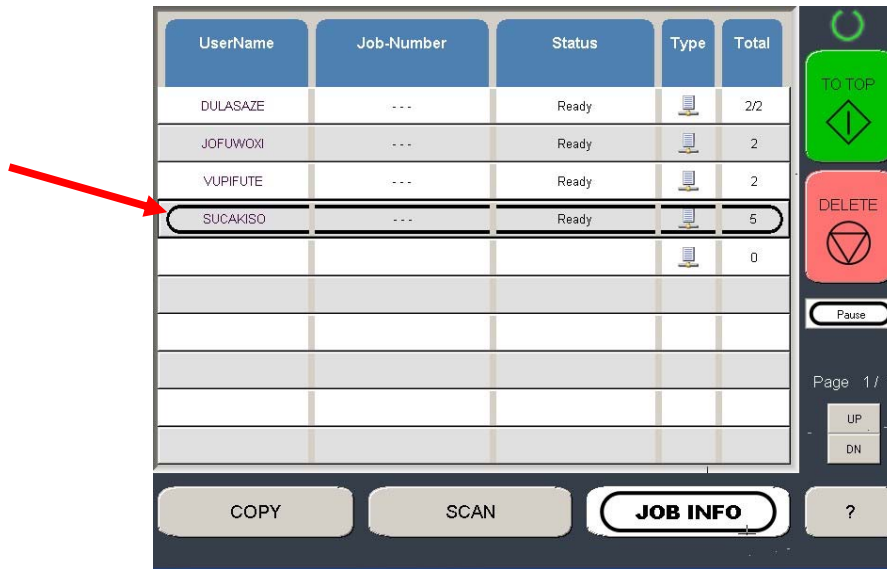 UserName Job-Number Status Type Total
DULASAZE --- Ready 2/2
JOFUWOXI --- Ready 2
VUPIFUTE --- Ready 2
SUCAKISO --- Ready 5
0
TO TOP
DELETE
Pause
Page 1/
UP
DN
COPY SCAN JOB INFO ?